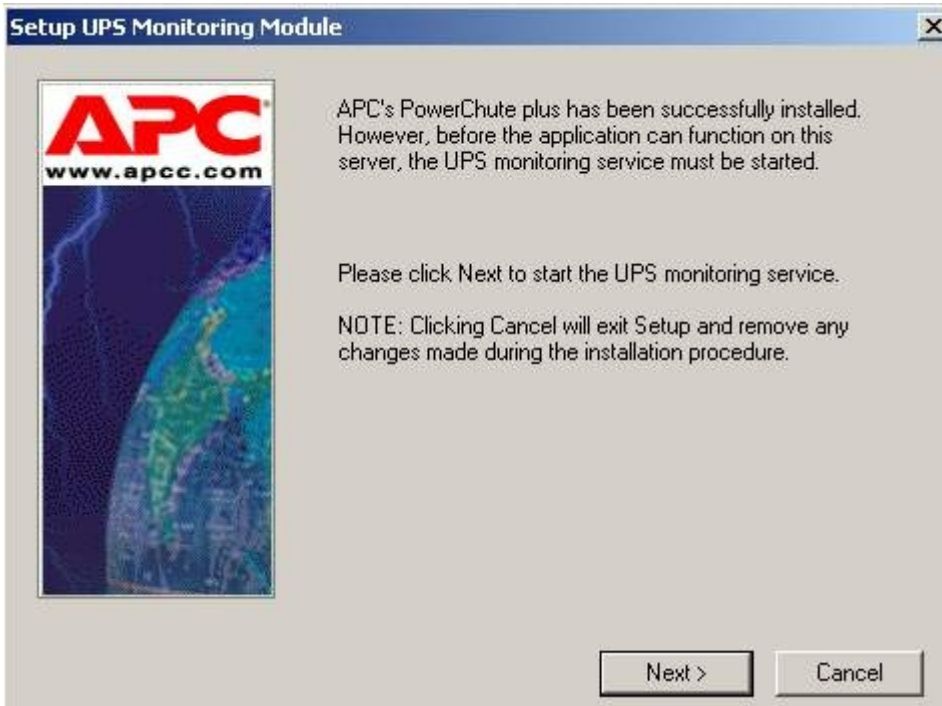 Setup UPS Monitoring Module
APC
www.apcc.com
APC's PowerChute plus has been successfully installed.
However, before the application can function on this
server, the UPS monitoring service must be started.
Please click Next to start the UPS monitoring service.
NOTE: Clicking Cancel will exit Setup and remove any
changes made during the installation procedure.
Next >
Cancel